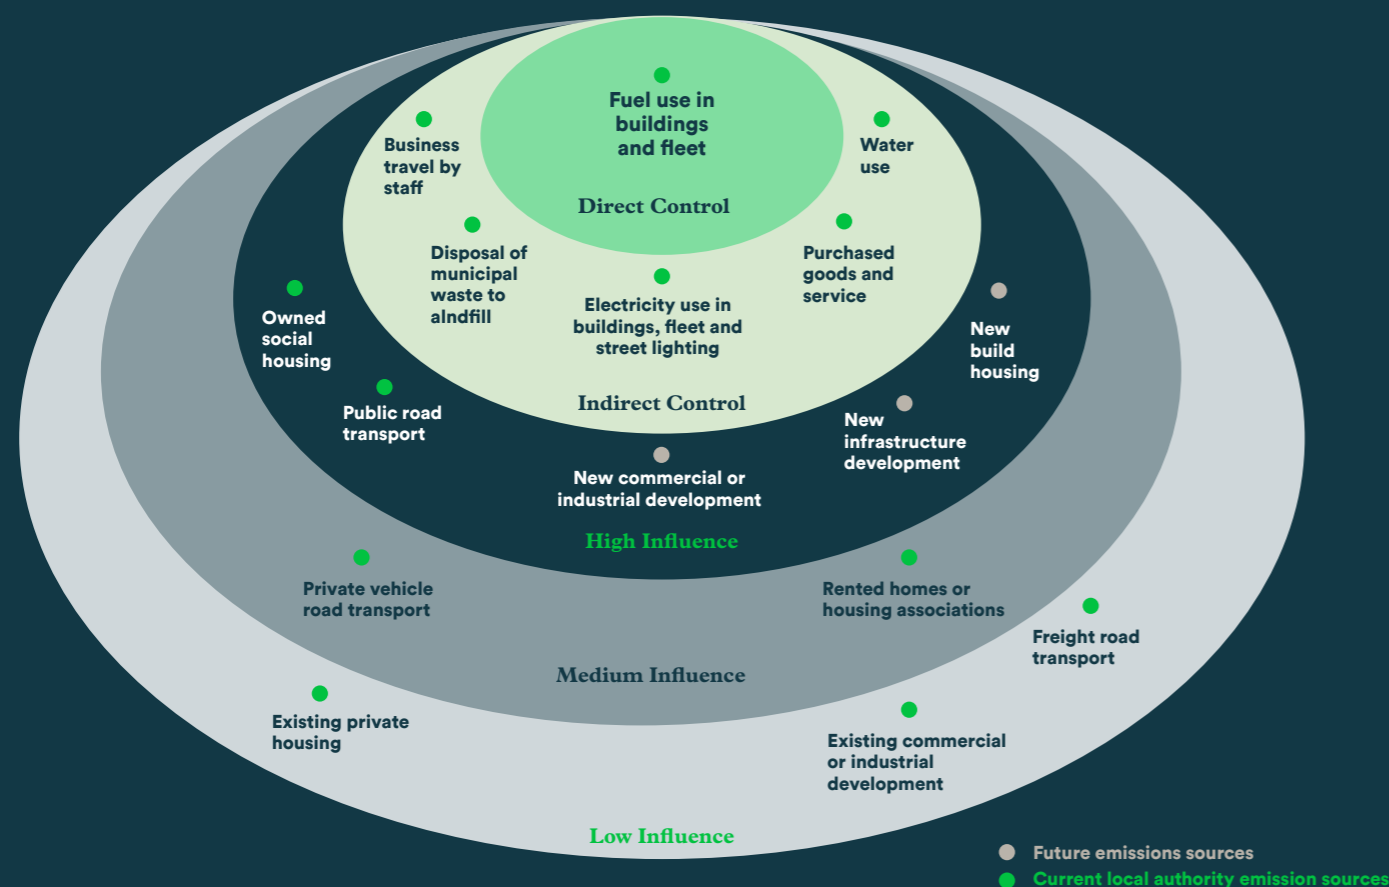 Fuel use in
buildings
and fleet
Direct Control
Business
travel by
staff
Water
use
Disposal of
municipal
waste to
alndfill
Purchased
goods and
service
Electricity use in
buildings, fleet and
street lighting
Indirect Control
Owned
social
housing
New
build
housing
Public road
transport
New
infrastructure
development
New commercial or
industrial development
High Influence
Private vehicle
road transport
Rented homes or
housing associations
Medium Influence
Freight road
transport
Existing private
housing
Existing commercial
or industrial
development
Low Influence
Future emissions sources
Current local authority emission sources